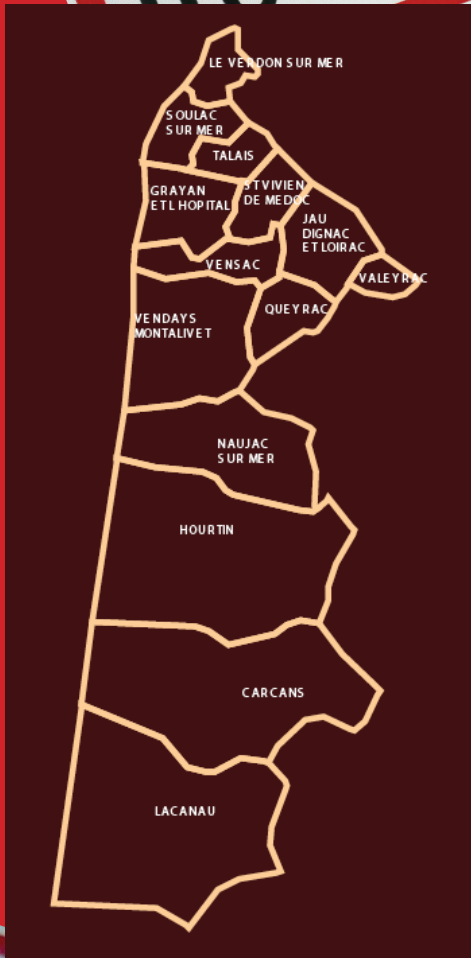 LE VERDON SUR MER
SOULAC
SUR MER
TALAIS
GRAYAN
ET L HOPITAL
ST VIVIEN
DE MEDOC
JAU
DIGNAC
ET LOIRAC
VENSAC
VALEYRAC
QUEYRAC
VENDAYS
MONTALIVET
NAUJAC
SUR MER
HOURTIN
CARCANS
LACANAU